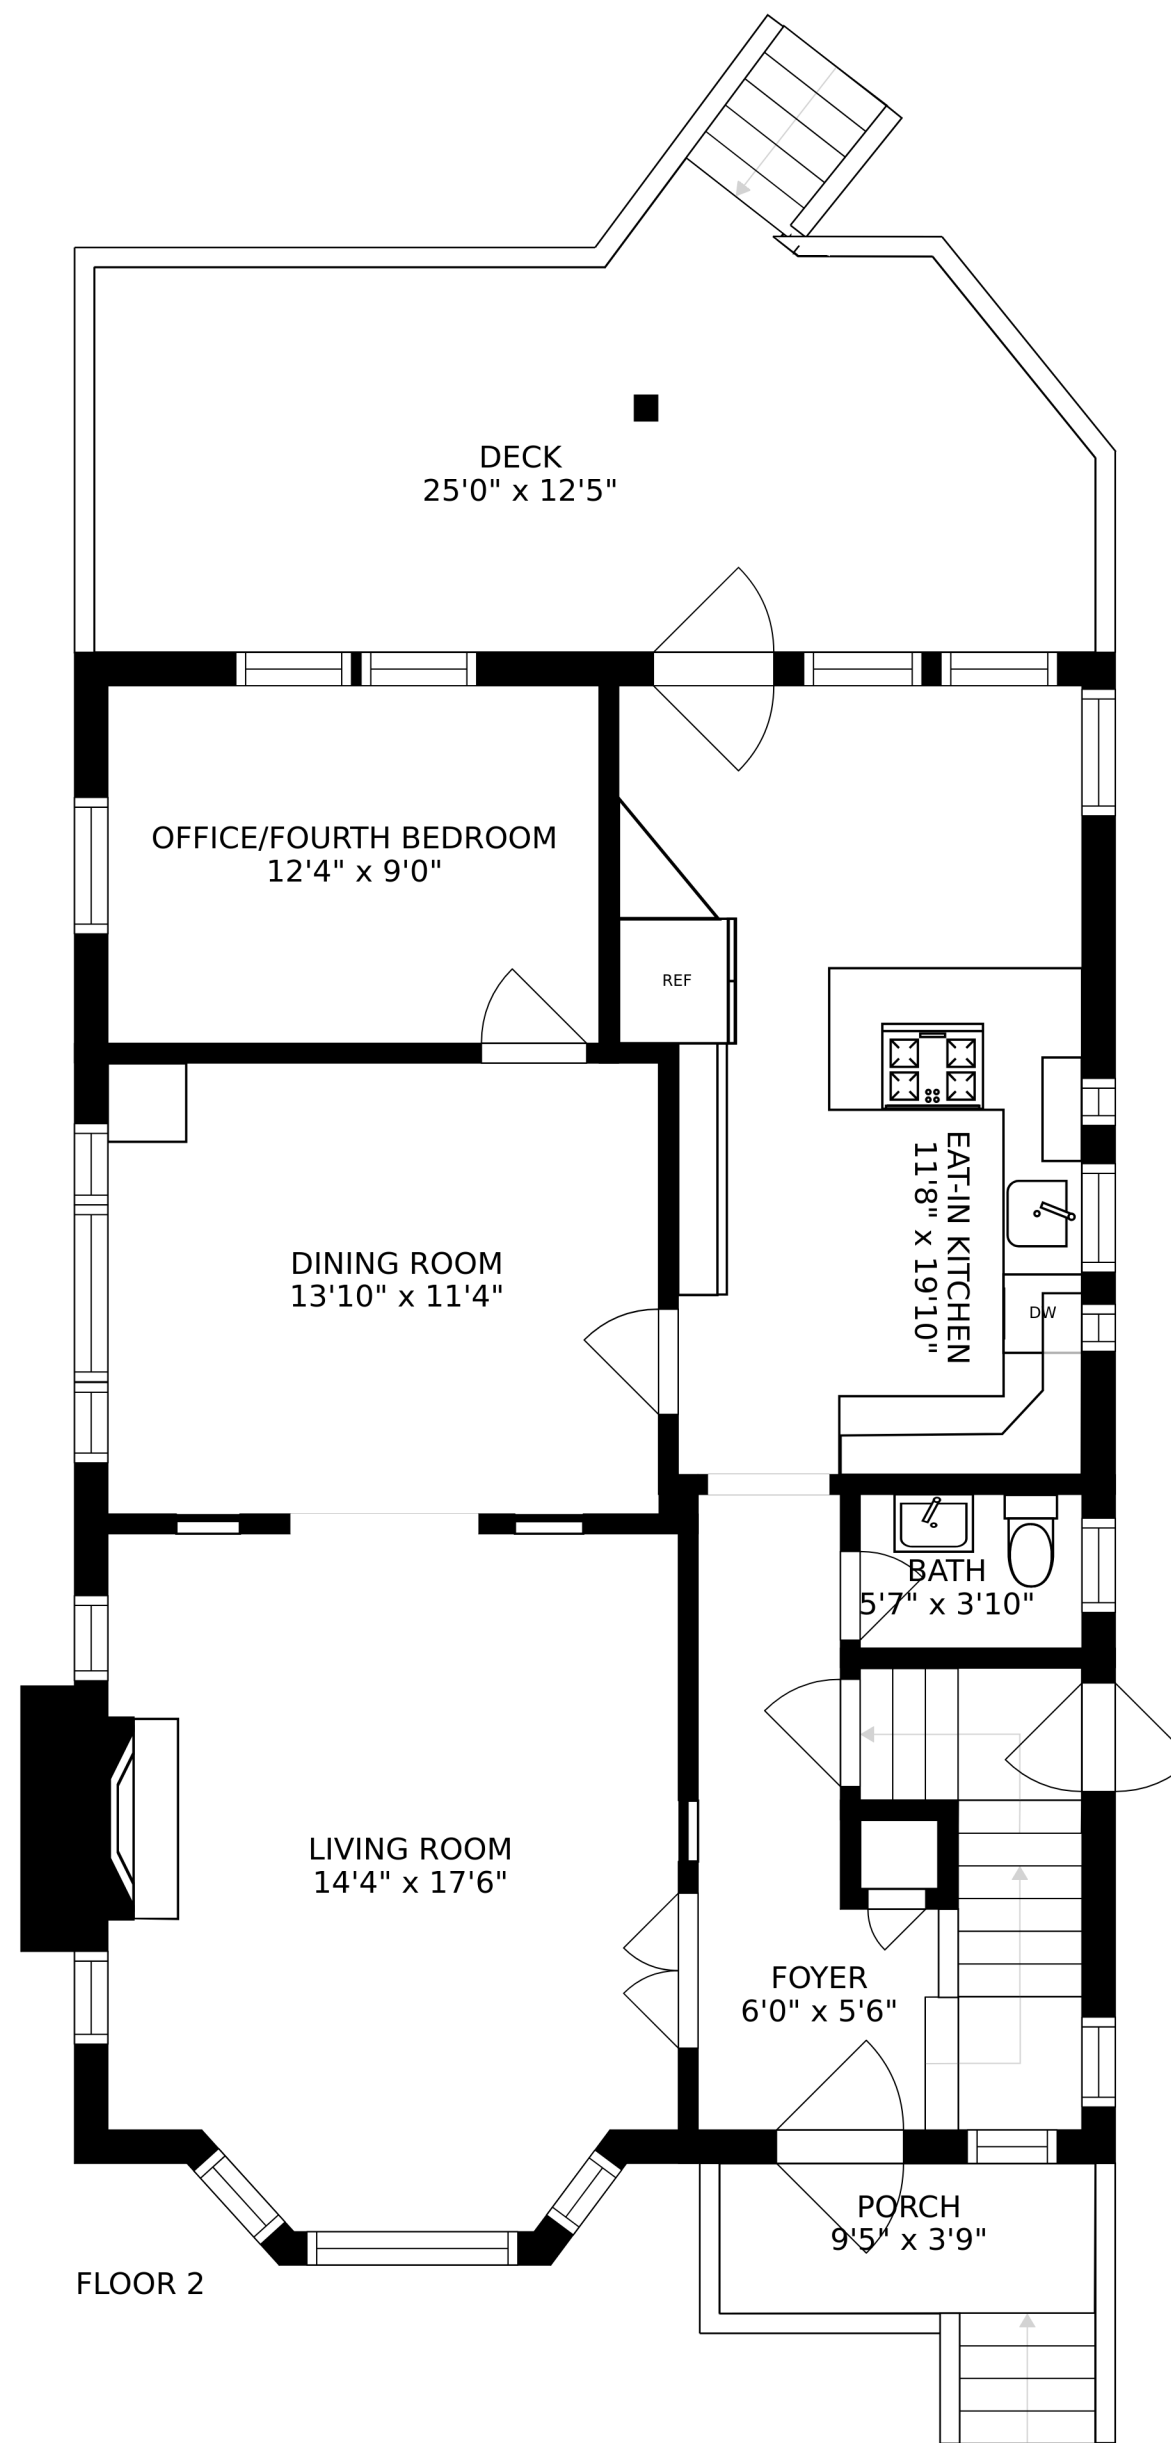 DECK
25'0" x 12'5"
OFFICE/FOURTH BEDROOM
12'4" x 9'0"
REF
EAT-IN KITCHEN
11'8" x 19'10"
DINING ROOM
13'10" x 11'4"
DW
BATH
5'7" x 3'10"
LIVING ROOM
14'4" x 17'6"
FOYER
6'0" x 5'6"
PORCH
9'5" x 3'9"
FLOOR 2